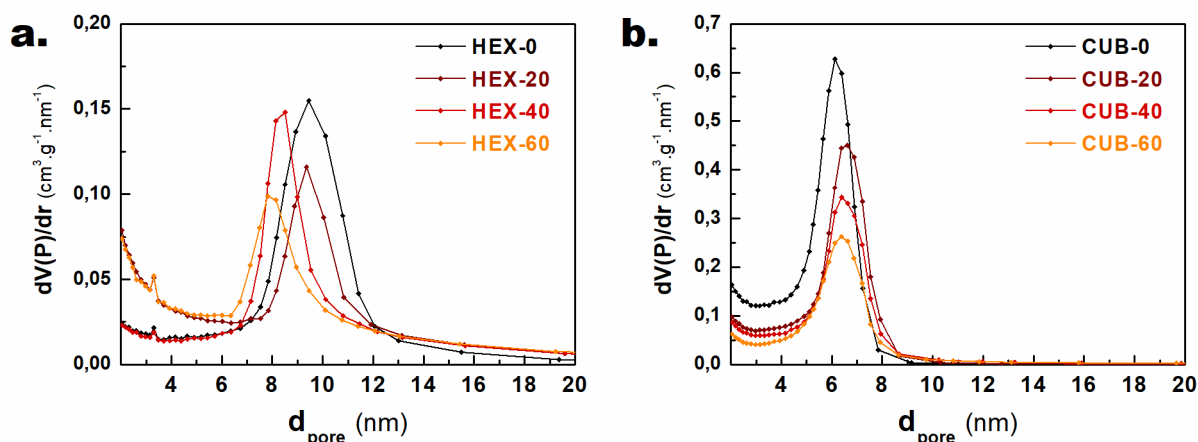 a.
HEX-0
HEX-20
HEX-40
HEX-60
dV(P)/dr (cm³.g⁻¹.nm⁻¹)
0,20
0,15
0,10
0,05
0,00
4 6 8 10 12 14 16 18 20
d_pore (nm)
b.
CUB-0
CUB-20
CUB-40
CUB-60
dV(P)/dr (cm³.g⁻¹.nm⁻¹)
0,7
0,6
0,5
0,4
0,3
0,2
0,1
0,0
4 6 8 10 12 14 16 18 20
d_pore (nm)